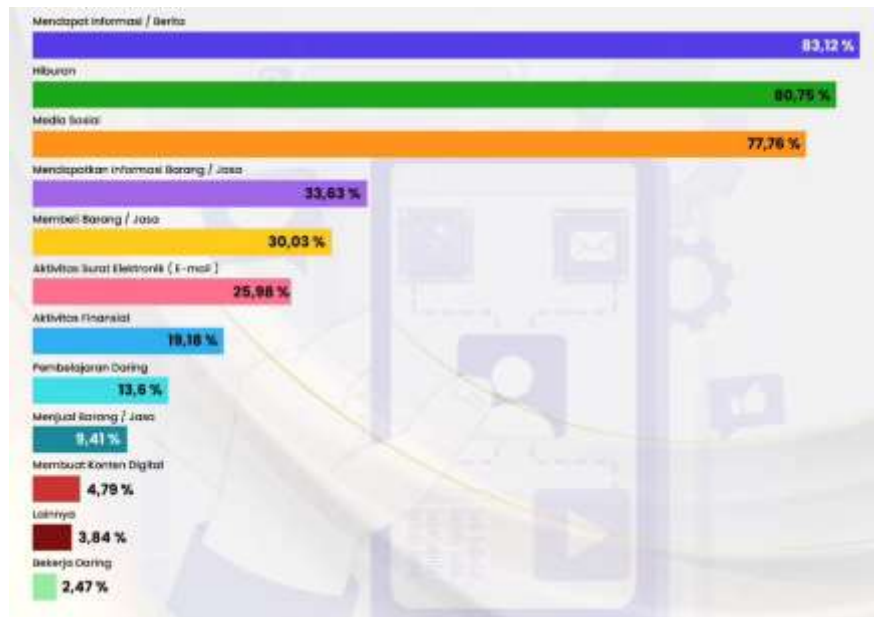 Mendapat Informasi / Berita
83,12 %
Hiburan
80,75 %
Media Sosial
77,76 %
Mendapatkan Informasi Barang / Jasa
33,63 %
Membeli Barang / Jasa
30,03 %
Aktivitas Surat Elektronik ( E-mail )
25,98 %
Aktivitas Finansial
19,18 %
Pembelajaran Daring
13,6 %
Menjual Barang / Jasa
9,41 %
Membuat Konten Digital
4,79 %
Lainnya
3,84 %
Bekerja Daring
2,47 %